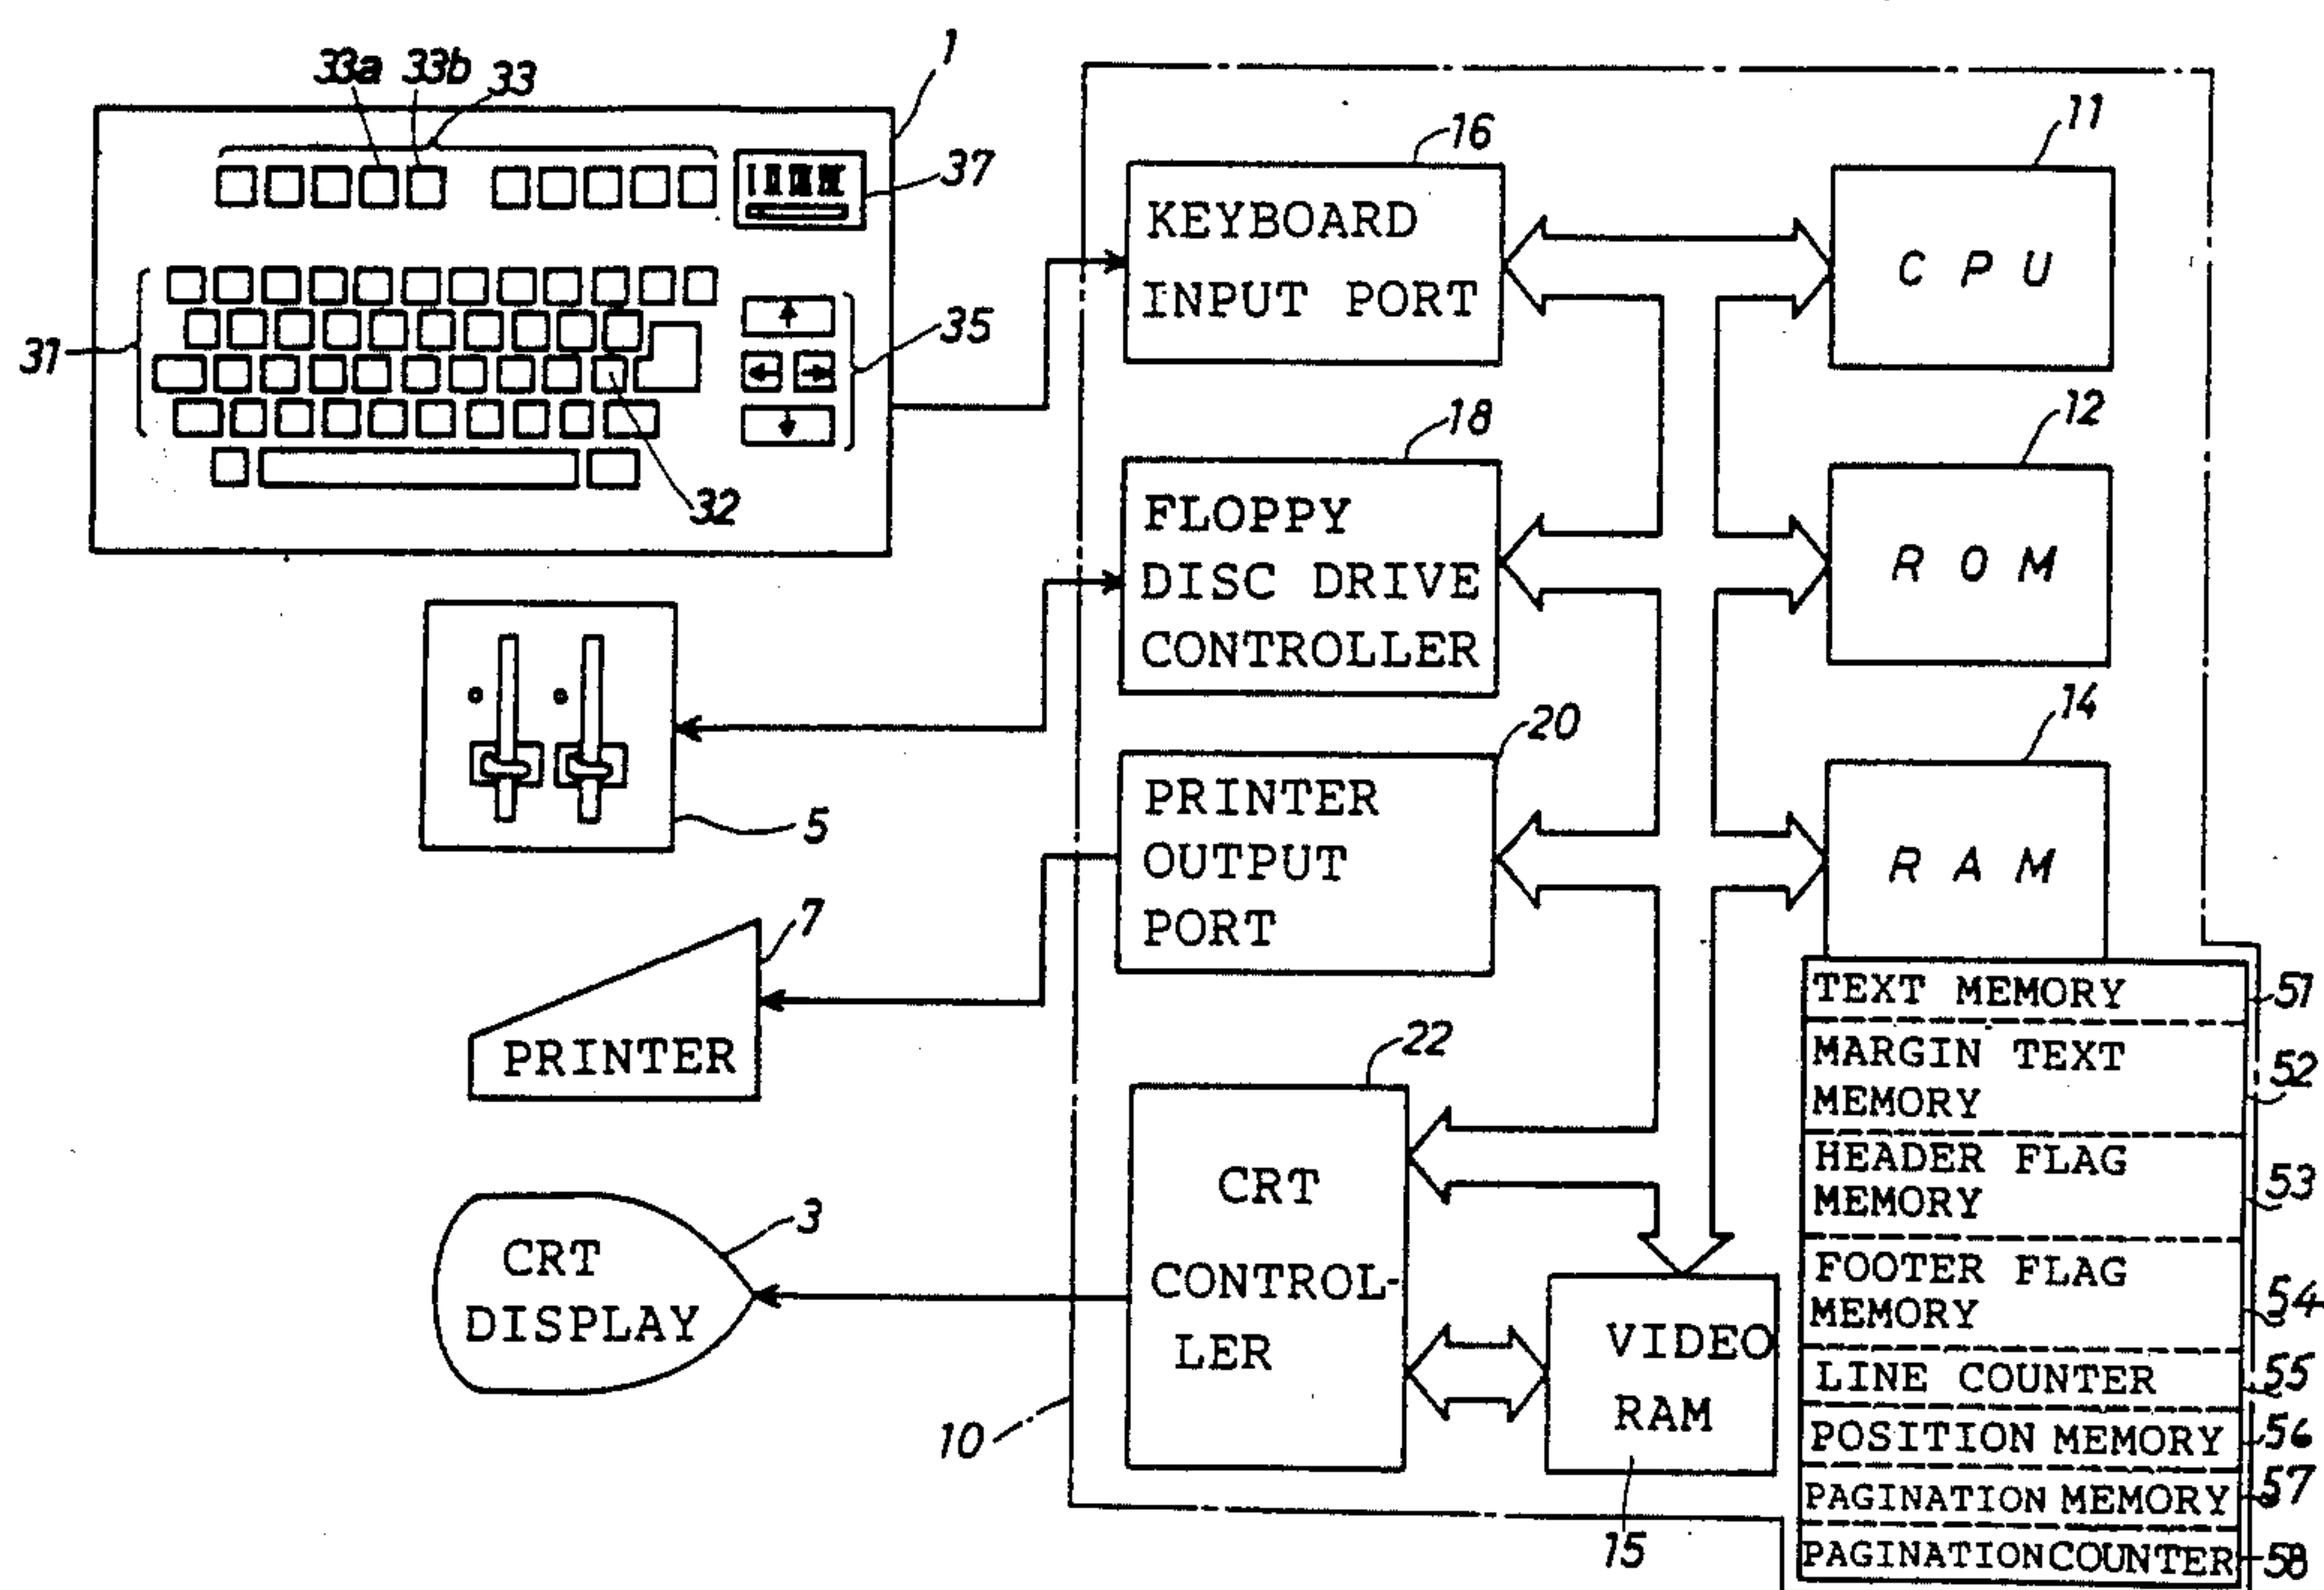 33a 33b 33
1
37
31
35
32
16
KEYBOARD
INPUT PORT
11
C P U
18
FLOPPY
DISC DRIVE
CONTROLLER
12
R O M
5
20
PRINTER
OUTPUT
PORT
14
R A M
7
PRINTER
3
CRT
DISPLAY
22
CRT
CONTROL-
LER
10
VIDEO
RAM
15
TEXT MEMORY 51
MARGIN TEXT
MEMORY 52
HEADER FLAG
MEMORY 53
FOOTER FLAG
MEMORY 54
LINE COUNTER 55
POSITION MEMORY 56
PAGINATION MEMORY 57
PAGINATION COUNTER 58